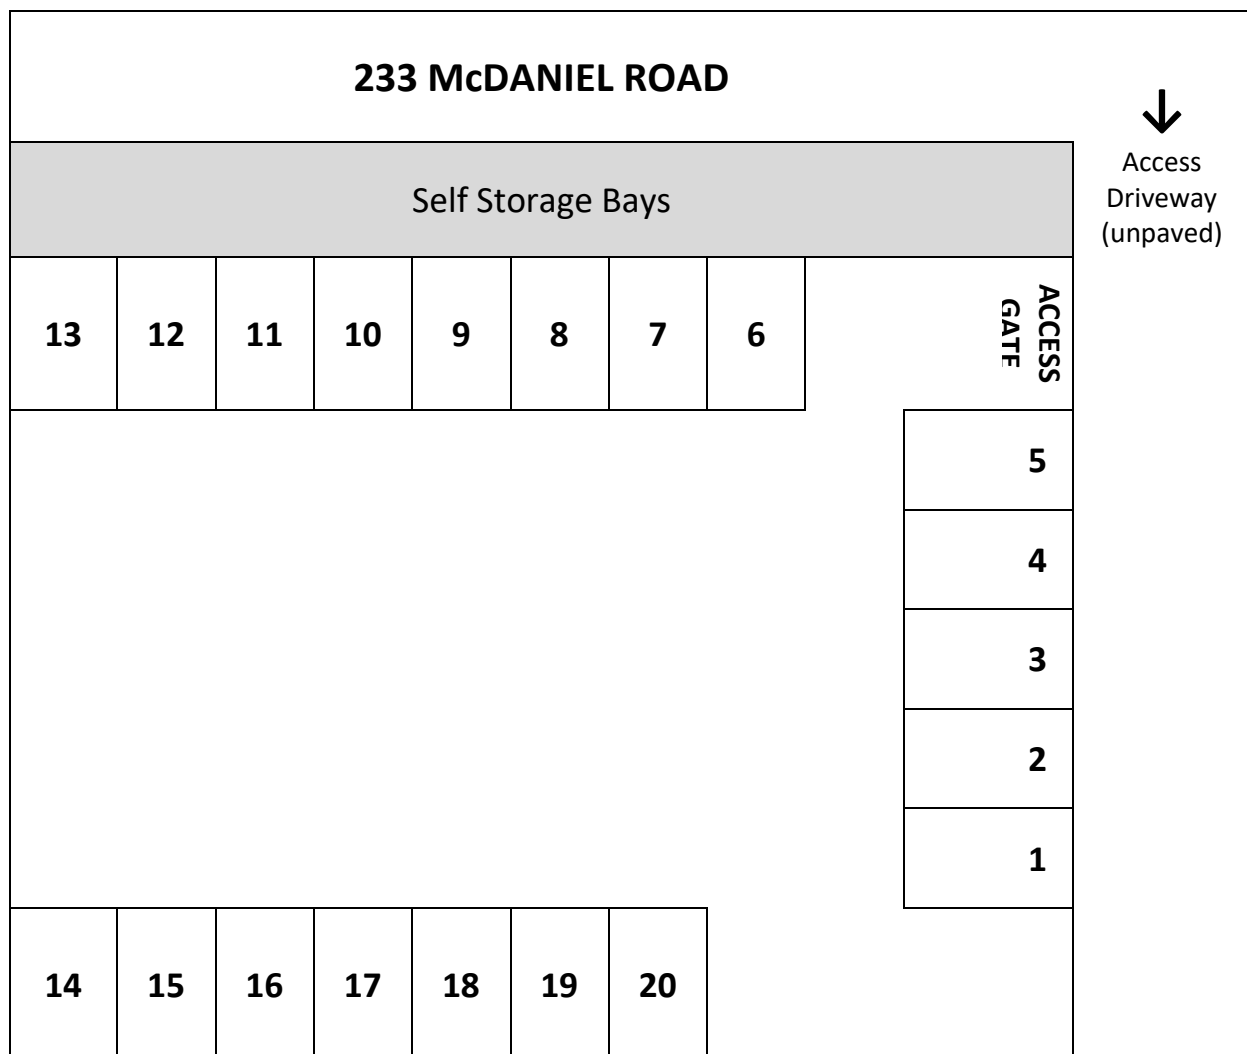 233 McDANIEL ROAD
Access
Driveway
(unpaved)
Self Storage Bays
13 12 11 10 9 8 7 6
ACCESS
GATE
5
4
3
2
1
14 15 16 17 18 19 20